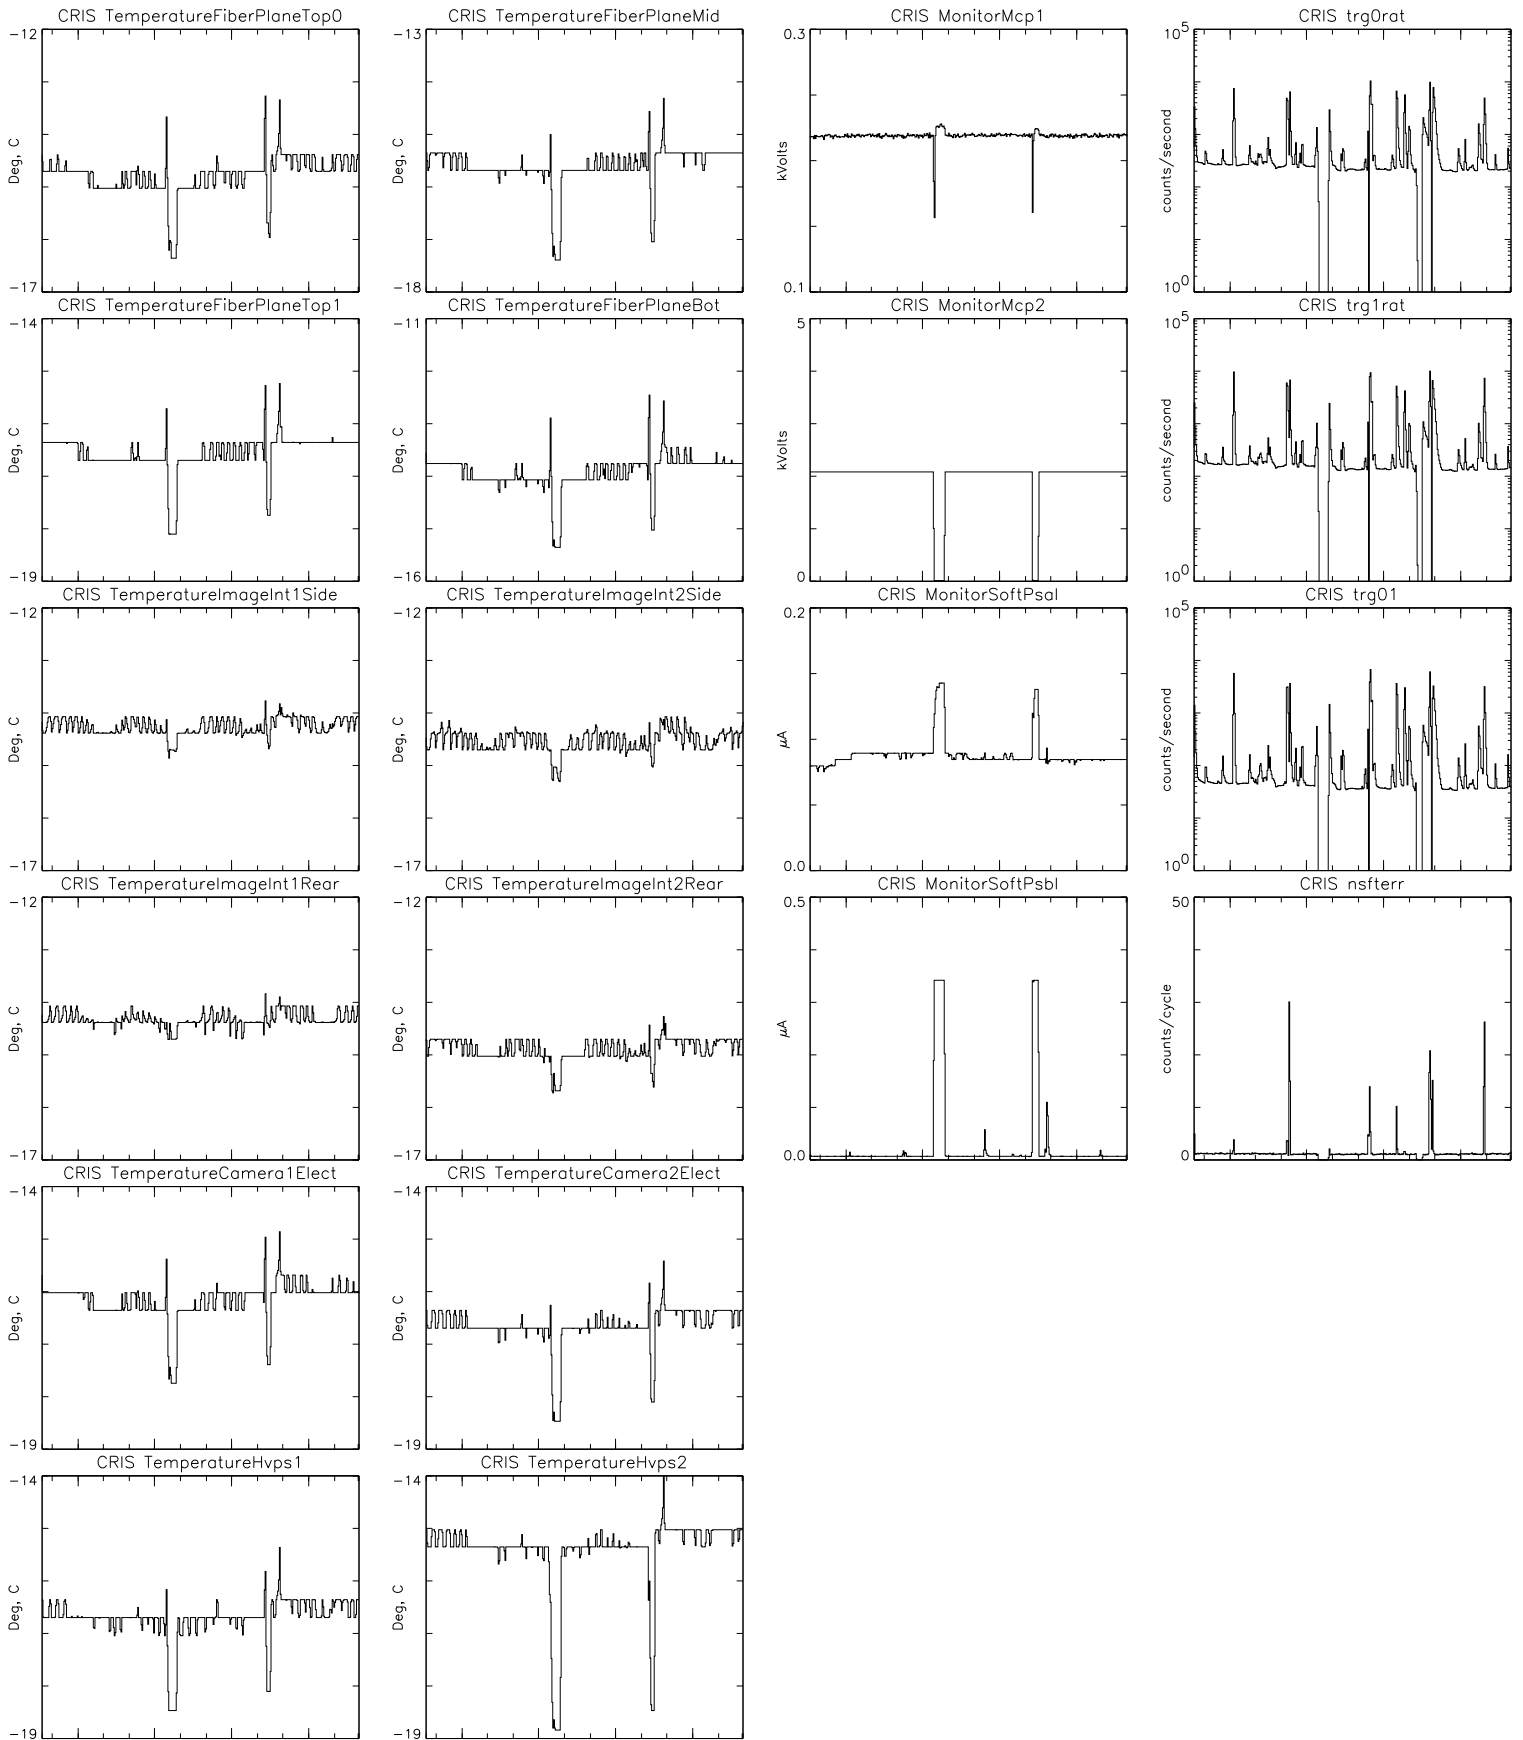 CRIS TemperatureFiberPlaneTop0
-12
Deg, C
-17
CRIS TemperatureFiberPlaneMid
-13
Deg, C
-18
CRIS MonitorMcp1
0.3
kVolts
0.1
CRIS trg0rat
10^5
counts/second
10^0
CRIS TemperatureFiberPlaneTop1
-14
Deg, C
-19
CRIS TemperatureFiberPlaneBot
-11
Deg, C
-16
CRIS MonitorMcp2
5
kVolts
0
CRIS trg1rat
10^5
counts/second
10^0
CRIS TemperatureImageInt1Side
-12
Deg, C
-17
CRIS TemperatureImageInt2Side
-12
Deg, C
-17
CRIS MonitorSoftPsaI
0.2
μA
0.0
CRIS trg01
10^5
counts/second
10^0
CRIS TemperatureImageInt1Rear
-12
Deg, C
-17
CRIS TemperatureImageInt2Rear
-12
Deg, C
-17
CRIS MonitorSoftPsbI
0.5
μA
0.0
CRIS nsfterr
50
counts/cycle
0
CRIS TemperatureCamera1Elect
-14
Deg, C
-19
CRIS TemperatureCamera2Elect
-14
Deg, C
-19
CRIS TemperatureHvps1
-14
Deg, C
-19
CRIS TemperatureHvps2
-14
Deg, C
-19